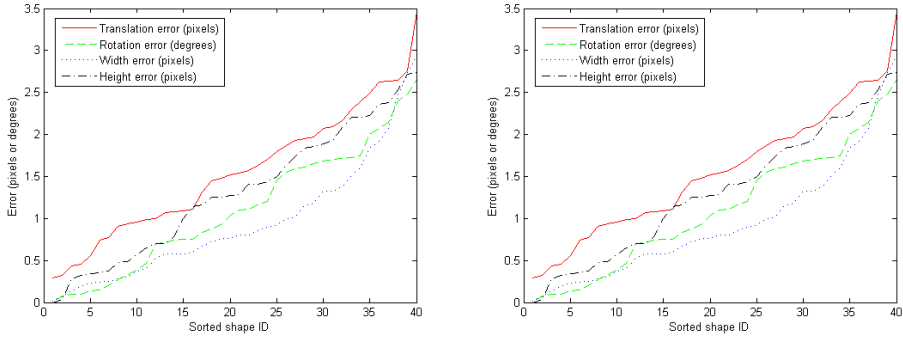 3.5
3
2.5
2
1.5
1
0.5
0
Error (pixels or degrees)
Translation error (pixels)
Rotation error (degrees)
Width error (pixels)
Height error (pixels)
0 5 10 15 20 25 30 35 40
Sorted shape ID
3.5
3
2.5
2
1.5
1
0.5
0
Error (pixels or degrees)
Translation error (pixels)
Rotation error (degrees)
Width error (pixels)
Height error (pixels)
0 5 10 15 20 25 30 35 40
Sorted shape ID